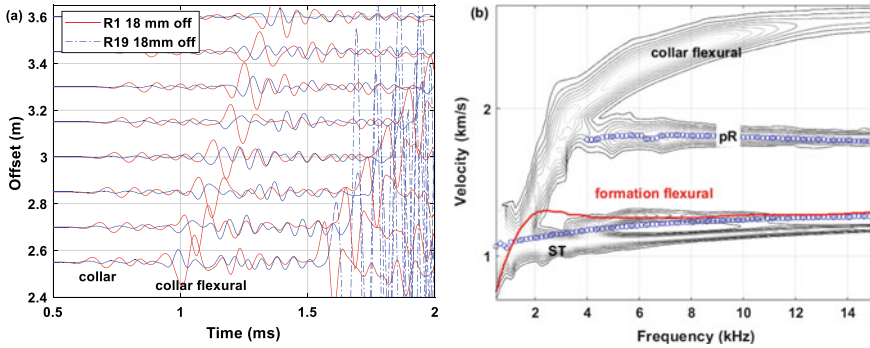 (a)
R1 18 mm off
R19 18mm off
3.6
3.4
3.2
3
2.8
2.6
2.4
Offset (m)
collar
collar flexural
0.5
1
1.5
2
Time (ms)
(b)
collar flexural
pR
formation flexural
ST
2
1
Velocity (km/s)
2
4
6
8
10
12
14
Frequency (kHz)